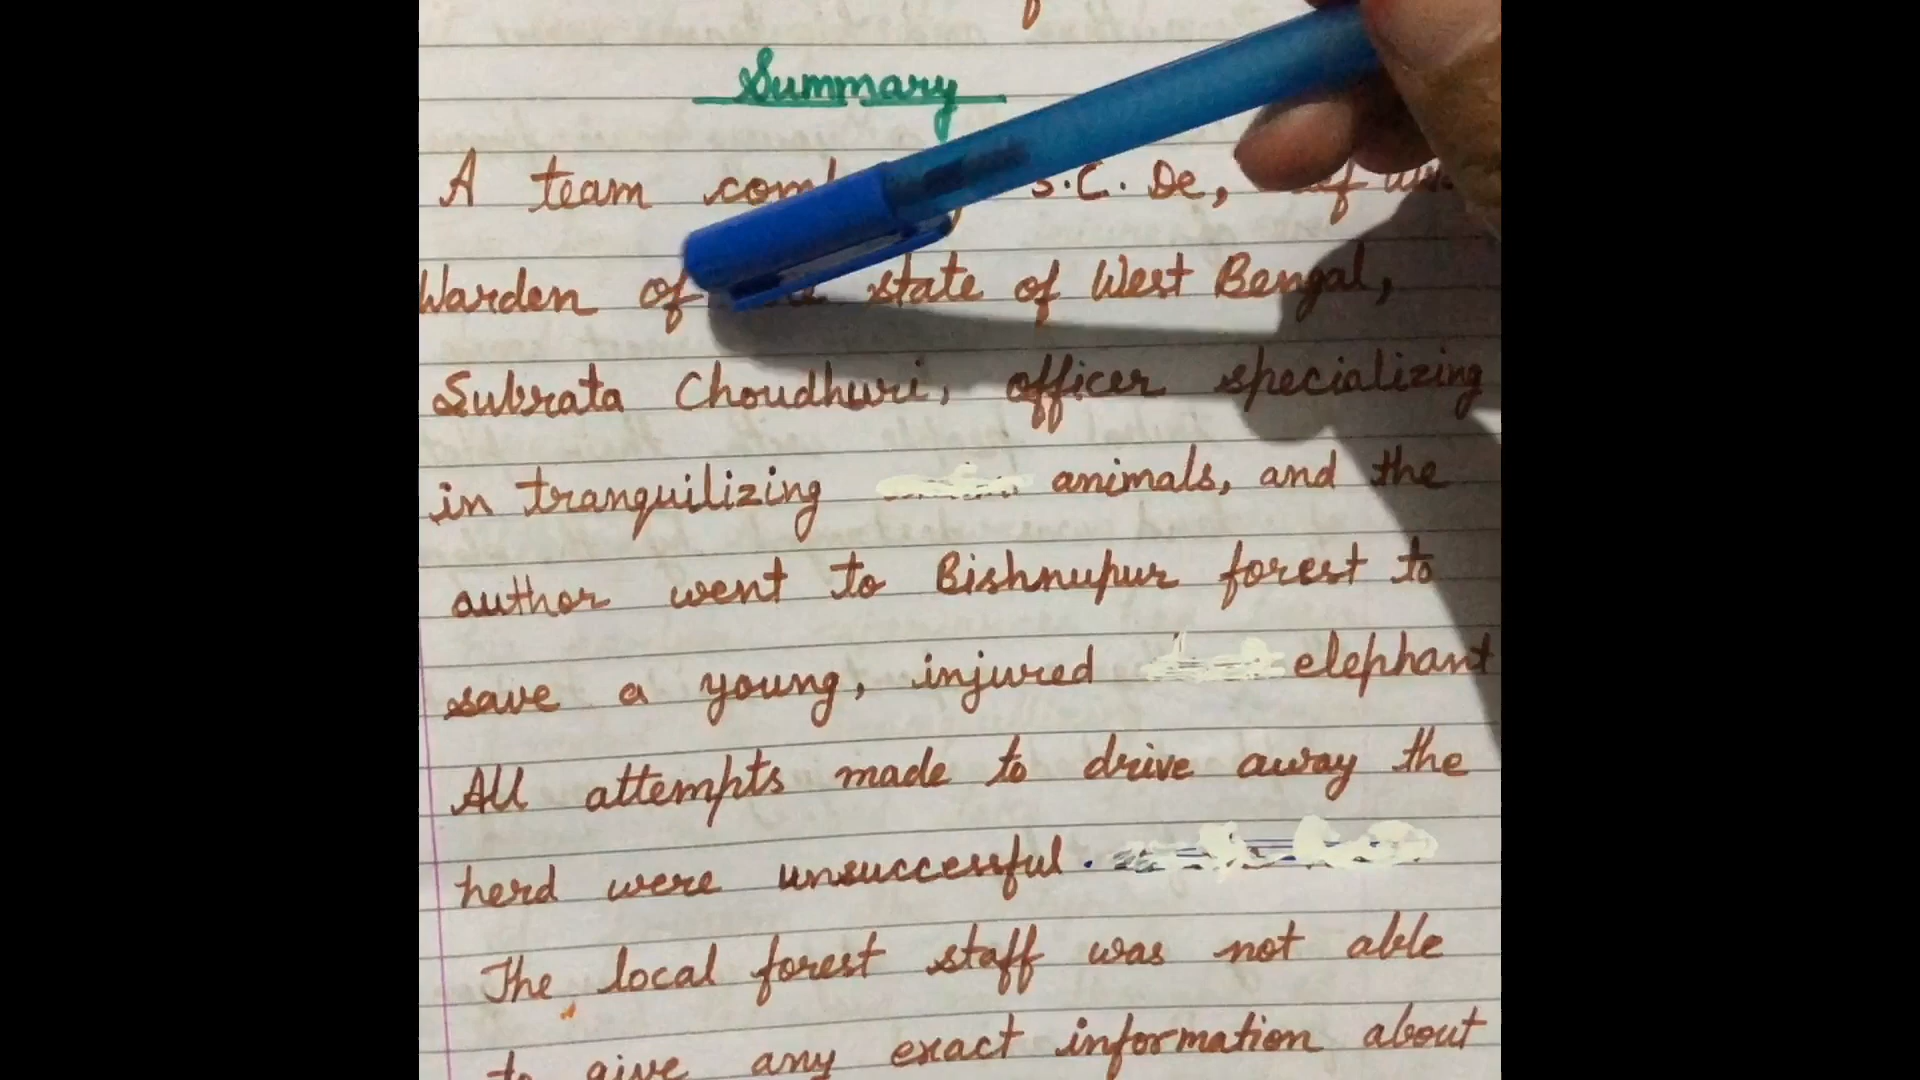 Summary
A team S.C. De,
Warden of state of West Bengal,
Subrata Choudhuri, officer specializing
in tranquilizing animals, and the
author went to Bishnupur forest to
save a young, injured elephant
All attempts made to drive away the
herd were unsuccessful.
The local forest staff was not able
to give any exact information about